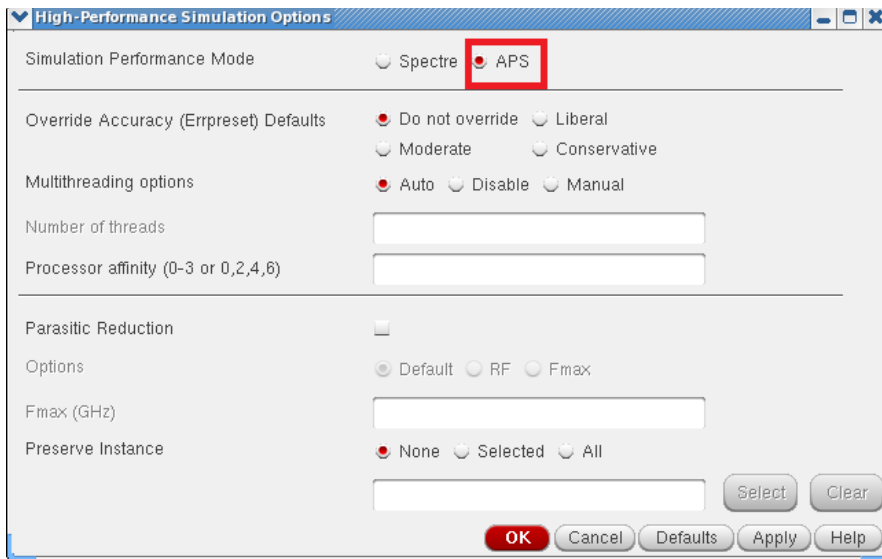 High-Performance Simulation Options
Simulation Performance Mode Spectre APS
Override Accuracy (Errpreset) Defaults Do not override Liberal
Moderate Conservative
Multithreading options Auto Disable Manual
Number of threads
Processor affinity (0-3 or 0,2,4,6)
Parasitic Reduction
Options Default RF Fmax
Fmax (GHz)
Preserve Instance None Selected All
Select Clear
OK Cancel Defaults Apply Help